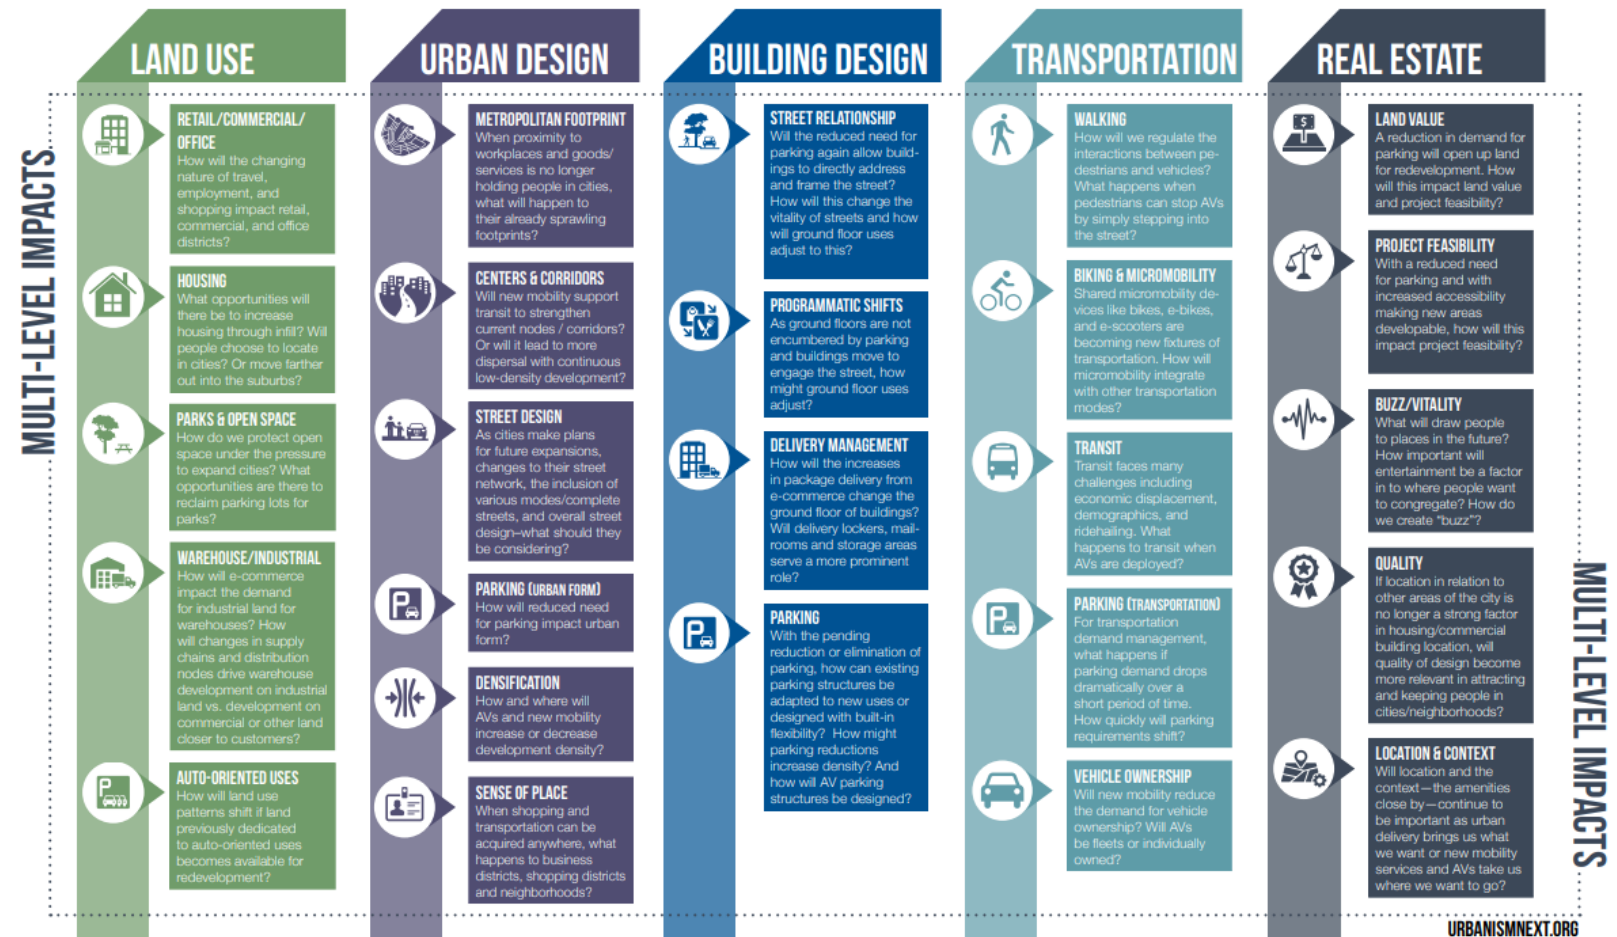 LAND USE
RETAIL/COMMERCIAL/
OFFICE
How will the changing
nature of travel,
employment, and
shopping impact retail,
commercial, and office
districts?
HOUSING
What opportunities will
there be to increase
housing through infill? Will
people choose to locate
in cities? Or move farther
out into the suburbs?
PARKS & OPEN SPACE
How do we protect open
space under the pressure
to expand cities? What
opportunities are there to
reclaim parking lots for
parks?
WAREHOUSE/INDUSTRIAL
How will e-commerce
impact the demand
for industrial land for
warehouses? How
will changes in supply
chains and distribution
nodes drive warehouse
development on industrial
land vs. development on
commercial or other land
closer to customers?
AUTO-ORIENTED USES
How will land use
patterns shift if land
previously dedicated
to auto-oriented uses
becomes available for
redevelopment?
URBAN DESIGN
METROPOLITAN FOOTPRINT
When proximity to
workplaces and goods/
services is no longer
holding people in cities,
what will happen to
their already sprawling
footprints?
CENTERS & CORRIDORS
Will new mobility support
transit to strengthen
current nodes / corridors?
Or will it lead to more
dispersal with continuous
low-density development?
STREET DESIGN
As cities make plans
for future expansions,
changes to their street
network, the inclusion of
various modes/complete
streets, and overall street
design–what should they
be considering?
PARKING (URBAN FORM)
How will reduced need
for parking impact urban
form?
DENSIFICATION
How and where will
AVs and new mobility
increase or decrease
development density?
SENSE OF PLACE
When shopping and
transportation can be
acquired anywhere, what
happens to business
districts, shopping districts
and neighborhoods?
BUILDING DESIGN
STREET RELATIONSHIP
Will the reduced need for
parking again allow build-
ings to directly address
and frame the street?
How will this change the
vitality of streets and how
will ground floor uses
adjust to this?
PROGRAMMATIC SHIFTS
As ground floors are not
encumbered by parking
and buildings move to
engage the street, how
might ground floor uses
adjust?
DELIVERY MANAGEMENT
How will the increases
in package delivery from
e-commerce change the
ground floor of buildings?
Will delivery lockers, mail-
rooms and storage areas
serve a more prominent
role?
PARKING
With the pending
reduction or elimination of
parking, how can existing
parking structures be
adapted to new uses or
designed with built-in
flexibility? How might
parking reductions
increase density? And
how will AV parking
structures be designed?
TRANSPORTATION
WALKING
How will we regulate the
interactions between pe-
destrians and vehicles?
What happens when
pedestrians can stop AVs
by simply stepping into
the street?
BIKING & MICROMOBILITY
Shared micromobility de-
vices like bikes, e-bikes,
and e-scooters are
becoming new fixtures of
transportation. How will
micromobility integrate
with other transportation
modes?
TRANSIT
Transit faces many
challenges including
economic displacement,
demographics, and
ridehailing. What
happens to transit when
AVs are deployed?
PARKING (TRANSPORTATION)
For transportation
demand management,
what happens if
parking demand drops
dramatically over a
short period of time.
How quickly will parking
requirements shift?
VEHICLE OWNERSHIP
Will new mobility reduce
the demand for vehicle
ownership? Will AVs
be fleets or individually
owned?
REAL ESTATE
LAND VALUE
A reduction in demand for
parking will open up land
for redevelopment. How
will this impact land value
and project feasibility?
PROJECT FEASIBILITY
With a reduced need
for parking and with
increased accessibility
making new areas
developable, how will this
impact project feasibility?
BUZZ/VITALITY
What will draw people
to places in the future?
How important will
entertainment be a factor
in to where people want
to congregate? How do
we create "buzz"?
QUALITY
If location in relation to
other areas of the city is
no longer a strong factor
in housing/commercial
building location, will
quality of design become
more relevant in attracting
and keeping people in
cities/neighborhoods?
LOCATION & CONTEXT
Will location and the
context—the amenities
close by—continue to
be important as urban
delivery brings us what
we want or new mobility
services and AVs take us
where we want to go?
MULTI-LEVEL IMPACTS
MULTI-LEVEL IMPACTS
URBANISMNEXT.ORG